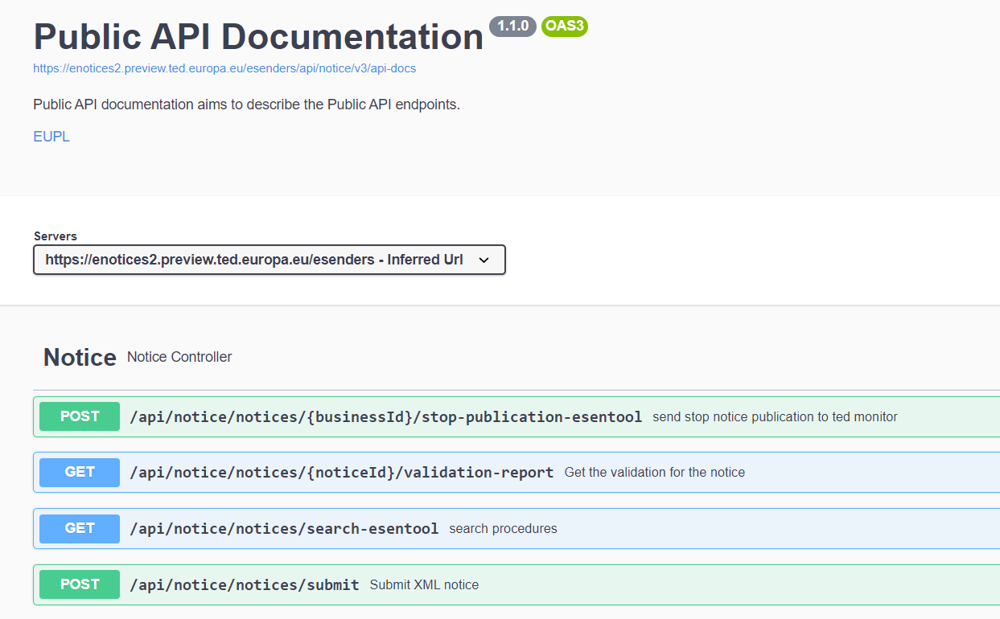 Public API Documentation 1.1.0 OAS3
https://enotices2.preview.ted.europa.eu/esenders/api/notice/v3/api-docs
Public API documentation aims to describe the Public API endpoints.
EUPL
Servers
https://enotices2.preview.ted.europa.eu/esenders - Inferred Url
Notice Notice Controller
POST /api/notice/notices/{businessId}/stop-publication-esentool send stop notice publication to ted monitor
GET /api/notice/notices/{noticeId}/validation-report Get the validation for the notice
GET /api/notice/notices/search-esentool search procedures
POST /api/notice/notices/submit Submit XML notice